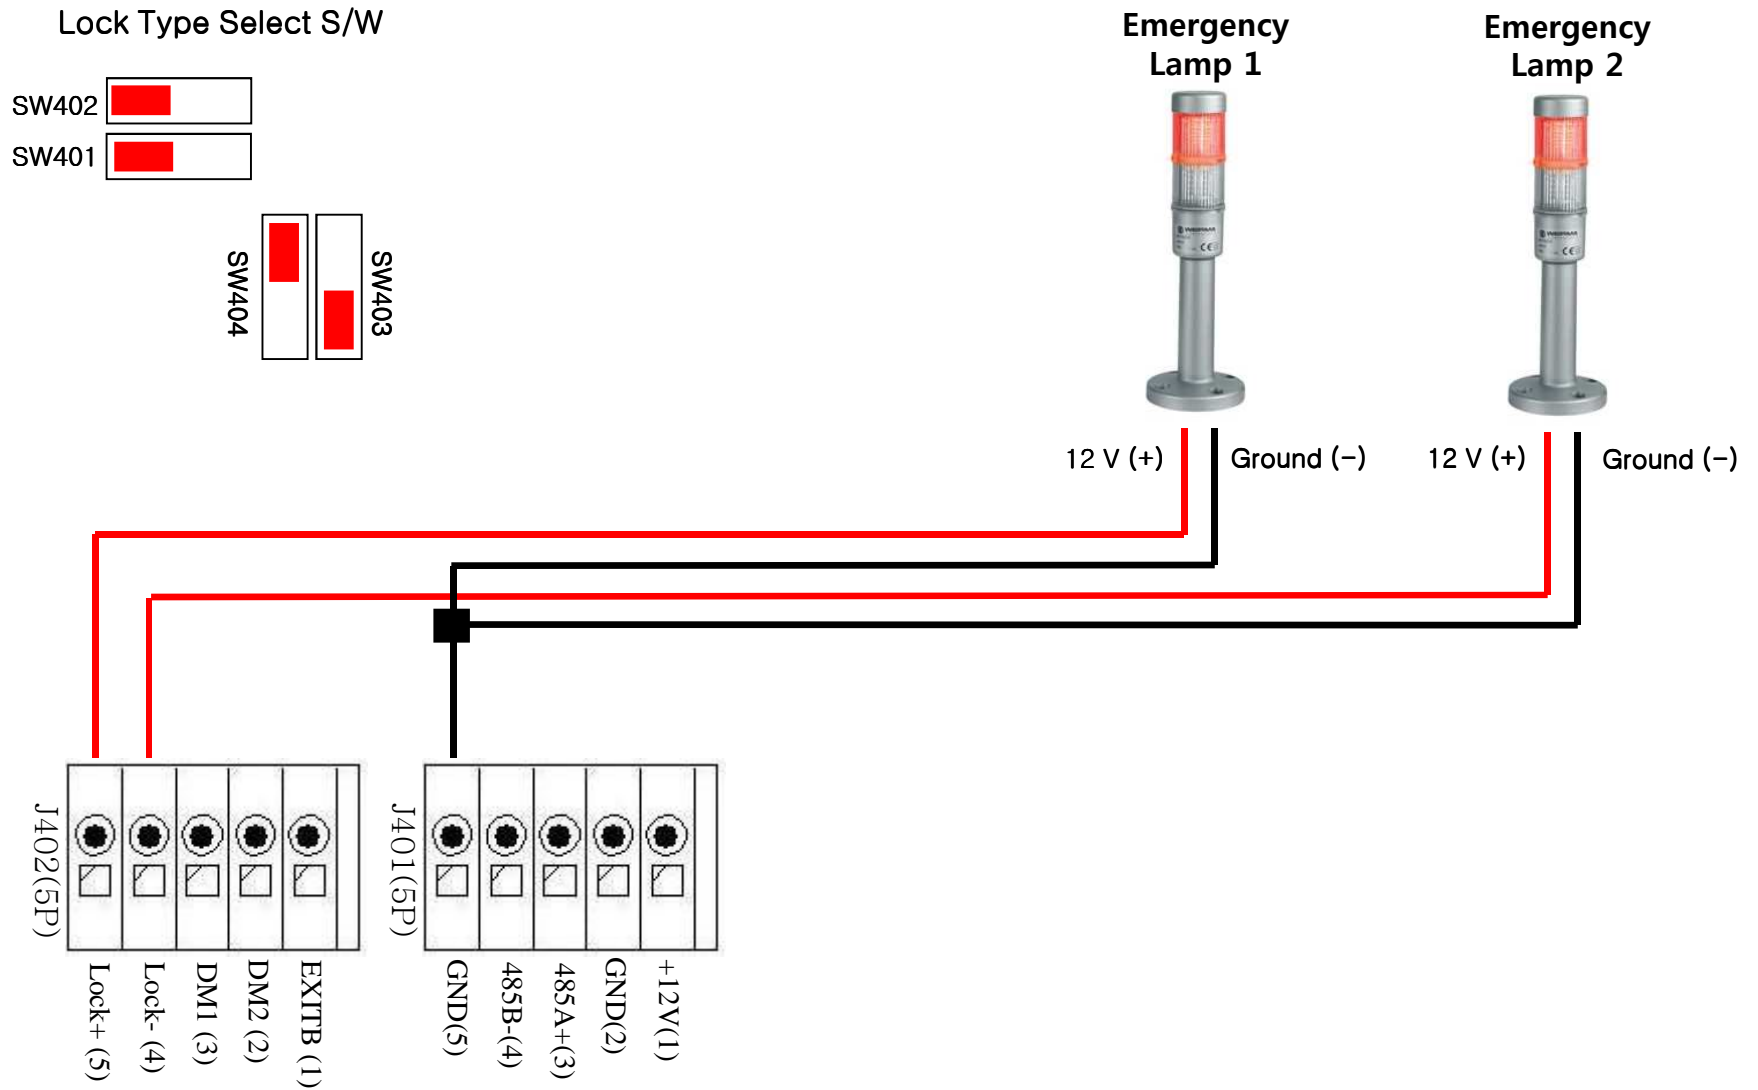 Lock Type Select S/W
SW402
SW401
SW404
SW403
Emergency
Lamp 1
Emergency
Lamp 2
CE
CE
12 V (+)
Ground (-)
12 V (+)
Ground (-)
J402(5P)
Lock+ (5)
Lock- (4)
DM1 (3)
DM2 (2)
EXITB (1)
J401(5P)
GND(5)
485B-(4)
485A+(3)
GND(2)
+12V(1)